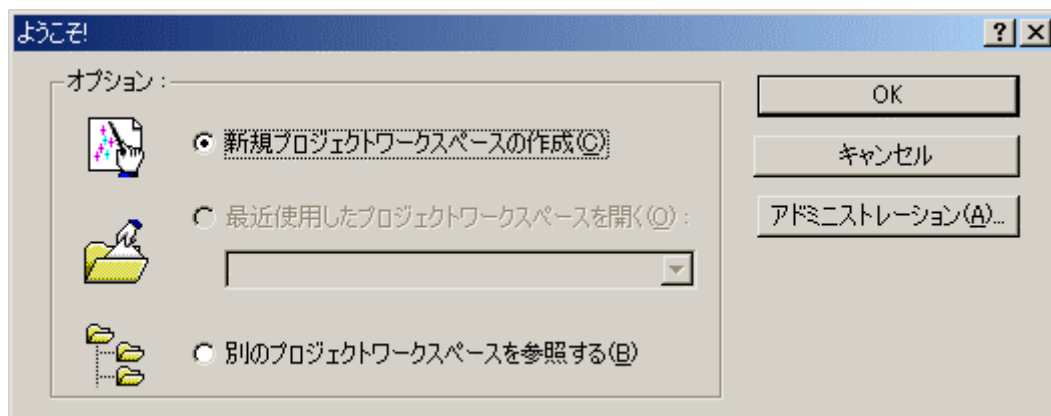 ようこそ!
オプション :
新規プロジェクトワークスペースの作成(C)
最近使用したプロジェクトワークスペースを開く(O) :
別のプロジェクトワークスペースを参照する(B)
OK
キャンセル
アドミニストレーション(A)...